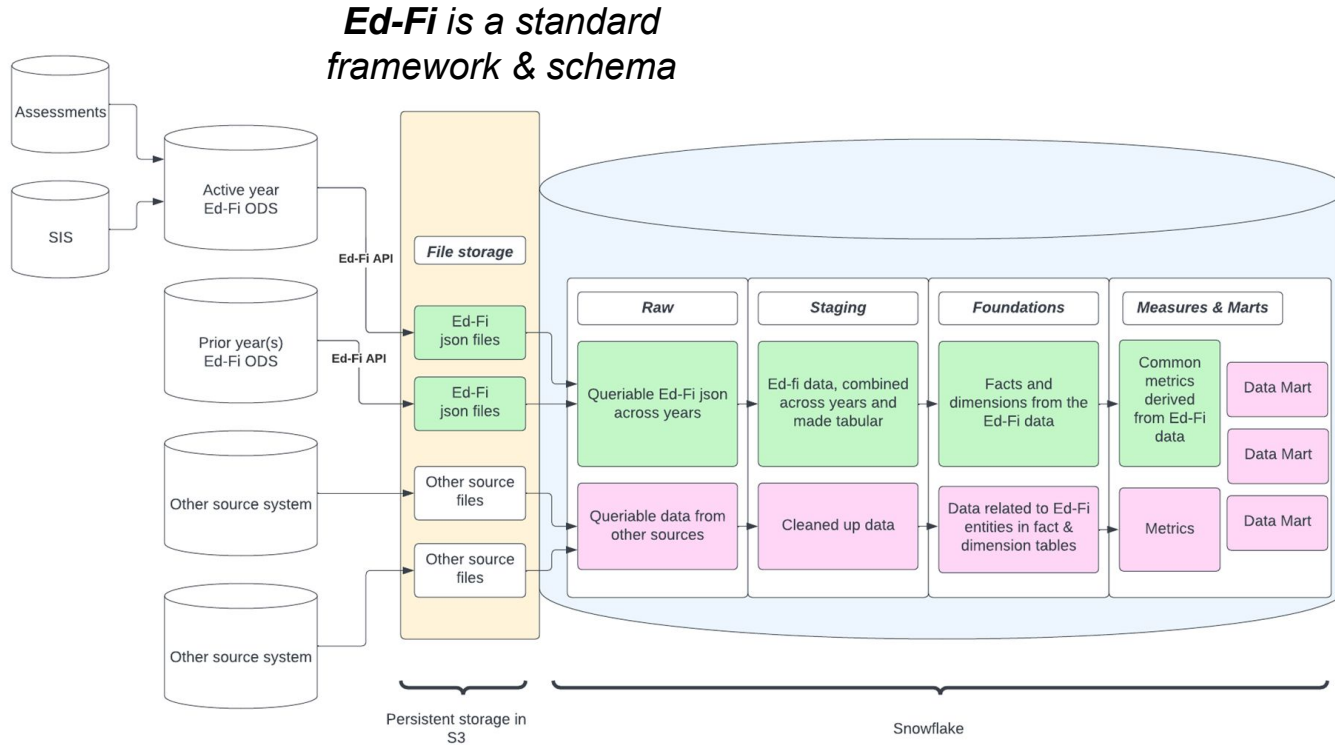 Ed-Fi is a standard
framework & schema
Assessments
SIS
Active year
Ed-Fi ODS
Prior year(s)
Ed-Fi ODS
Other source system
Other source system
Ed-Fi API
Ed-Fi API
File storage
Ed-Fi
json files
Ed-Fi
json files
Other source
files
Other source
files
Raw
Queriable Ed-Fi json
across years
Queriable data from
other sources
Staging
Ed-fi data, combined
across years and
made tabular
Cleaned up data
Foundations
Facts and
dimensions from the
Ed-Fi data
Data related to Ed-Fi
entities in fact &
dimension tables
Measures & Marts
Common
metrics
derived
from Ed-Fi
data
Metrics
Data Mart
Data Mart
Data Mart
Persistent storage in
S3
Snowflake